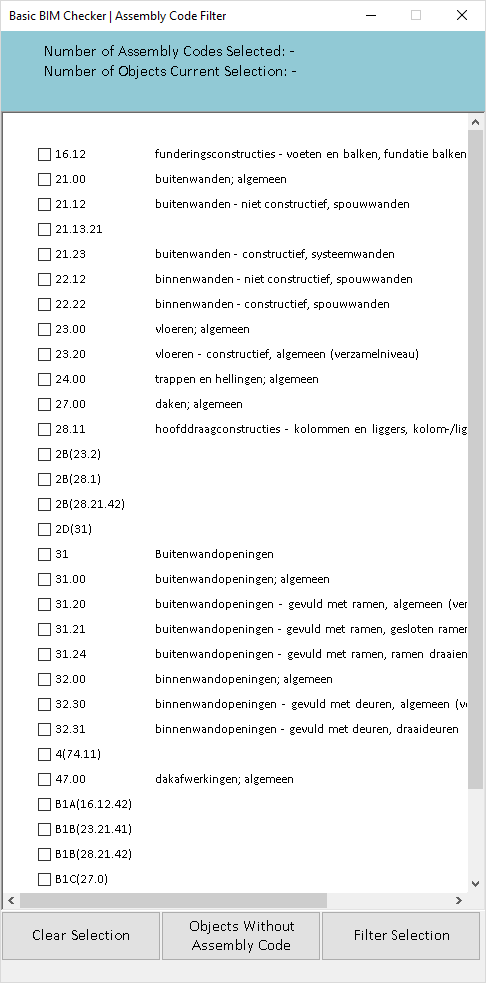 Basic BIM Checker | Assembly Code Filter
Number of Assembly Codes Selected: -
Number of Objects Current Selection: -
16.12 funderingsconstructies - voeten en balken, fundatie balken
21.00 buitenwanden; algemeen
21.12 buitenwanden - niet constructief, spouwwanden
21.13.21
21.23 buitenwanden - constructief, systeemwanden
22.12 binnenwanden - niet constructief, spouwwanden
22.22 binnenwanden - constructief, spouwwanden
23.00 vloeren; algemeen
23.20 vloeren - constructief, algemeen (verzamelniveau)
24.00 trappen en hellingen; algemeen
27.00 daken; algemeen
28.11 hoofddraagconstructies - kolommen en liggers, kolom-/lig
2B(23.2)
2B(28.1)
2B(28.21.42)
2D(31)
31 Buitenwandopeningen
31.00 buitenwandopeningen; algemeen
31.20 buitenwandopeningen - gevuld met ramen, algemeen (ver
31.21 buitenwandopeningen - gevuld met ramen, gesloten ramen
31.24 buitenwandopeningen - gevuld met ramen, ramen draaien
32.00 binnenwandopeningen; algemeen
32.30 binnenwandopeningen - gevuld met deuren, algemeen (ve
32.31 binnenwandopeningen - gevuld met deuren, draaideuren
4(74.11)
47.00 dakafwerkingen; algemeen
B1A(16.12.42)
B1B(23.21.41)
B1B(28.21.42)
B1C(27.0)
Clear Selection
Objects Without
Assembly Code
Filter Selection